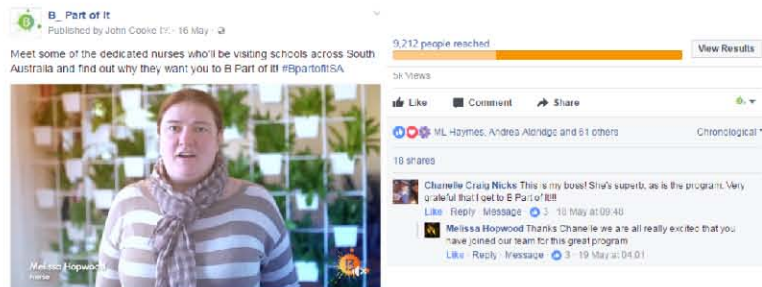 B_ Part of It
Published by John Cooke · 16 May ·
Meet some of the dedicated nurses who'll be visiting schools across South
Australia and find out why they want you to B Part of It! #BpartofitSA
Melissa Hopwood
Nurse
B
9,212 people reached
View Results
5k Views
Like Comment Share
ML Haymes, Andrea Aldridge and 61 others
Chronological
18 shares
Chanelle Craig Nicks This is my boss! She's superb, as is the program. Very
grateful that I get to B Part of It!!!
Like · Reply · Message · 3 · 18 May at 09:48
Melissa Hopwood Thanks Chanelle we are all really excited that you
have joined our team for this great program
Like · Reply · Message · 3 · 19 May at 04:01